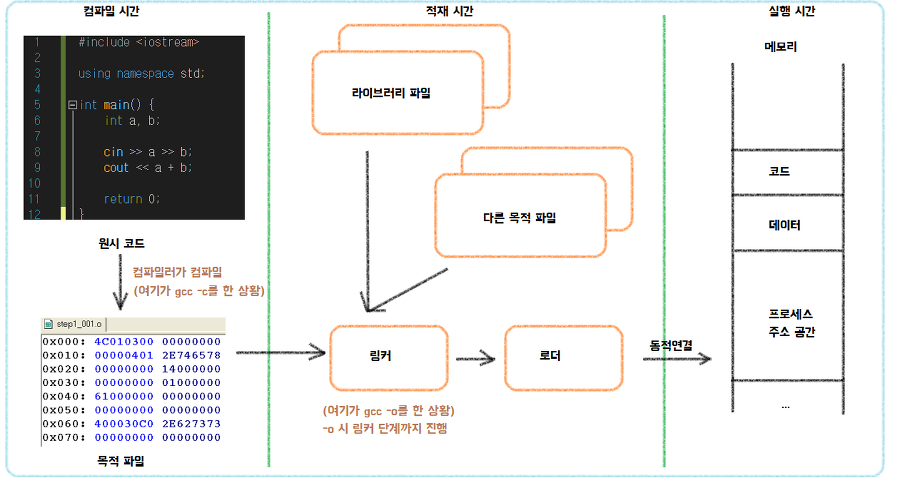 컴파일 시간
적재 시간
실행 시간
1 #include <iostream>
2
3 using namespace std;
4
5 int main() {
6 int a, b;
7
8 cin >> a >> b;
9 cout << a + b;
10
11 return 0;
12 }
원시 코드
컴파일러가 컴파일
(여기가 gcc -c를 한 상황)
step1_001.o
0x000: 4C010300 00000000
0x010: 00000401 2E746578
0x020: 00000000 14000000
0x030: 00000000 01000000
0x040: 61000000 00000000
0x050: 00000000 00000000
0x060: 400030C0 2E627373
0x070: 00000000 00000000
목적 파일
라이브러리 파일
다른 목적 파일
링커
로더
(여기가 gcc -o를 한 상황)
-o 시 링커 단계까지 진행
동적연결
메모리
코드
데이터
프로세스
주소 공간
...